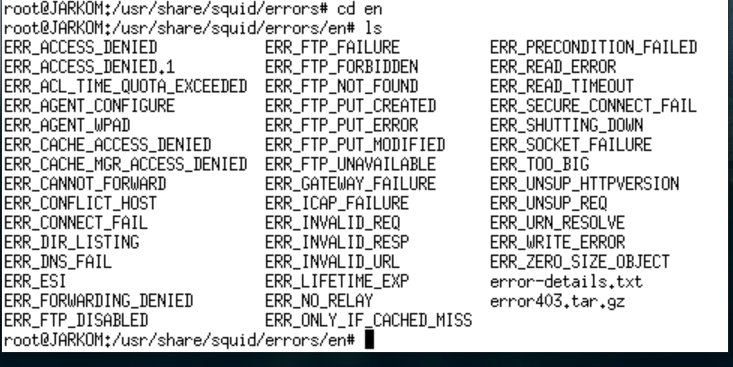 root@JARKOM:/usr/share/squid/errors# cd en
root@JARKOM:/usr/share/squid/errors/en# ls
ERR_ACCESS_DENIED ERR_FTP_FAILURE ERR_PRECONDITION_FAILED
ERR_ACCESS_DENIED.1 ERR_FTP_FORBIDDEN ERR_READ_ERROR
ERR_ACL_TIME_QUOTA_EXCEEDED ERR_FTP_NOT_FOUND ERR_READ_TIMEOUT
ERR_AGENT_CONFIGURE ERR_FTP_PUT_CREATED ERR_SECURE_CONNECT_FAIL
ERR_AGENT_WPAD ERR_FTP_PUT_ERROR ERR_SHUTTING_DOWN
ERR_CACHE_ACCESS_DENIED ERR_FTP_PUT_MODIFIED ERR_SOCKET_FAILURE
ERR_CACHE_MGR_ACCESS_DENIED ERR_FTP_UNAVAILABLE ERR_TOO_BIG
ERR_CANNOT_FORWARD ERR_GATEWAY_FAILURE ERR_UNSUP_HTTPVERSION
ERR_CONFLICT_HOST ERR_ICAP_FAILURE ERR_UNSUP_REQ
ERR_CONNECT_FAIL ERR_INVALID_REQ ERR_URN_RESOLVE
ERR_DIR_LISTING ERR_INVALID_RESP ERR_WRITE_ERROR
ERR_DNS_FAIL ERR_INVALID_URL ERR_ZERO_SIZE_OBJECT
ERR_ESI ERR_LIFETIME_EXP error-details.txt
ERR_FORWARDING_DENIED ERR_NO_RELAY error403.tar.gz
ERR_FTP_DISABLED ERR_ONLY_IF_CACHED_MISS
root@JARKOM:/usr/share/squid/errors/en#